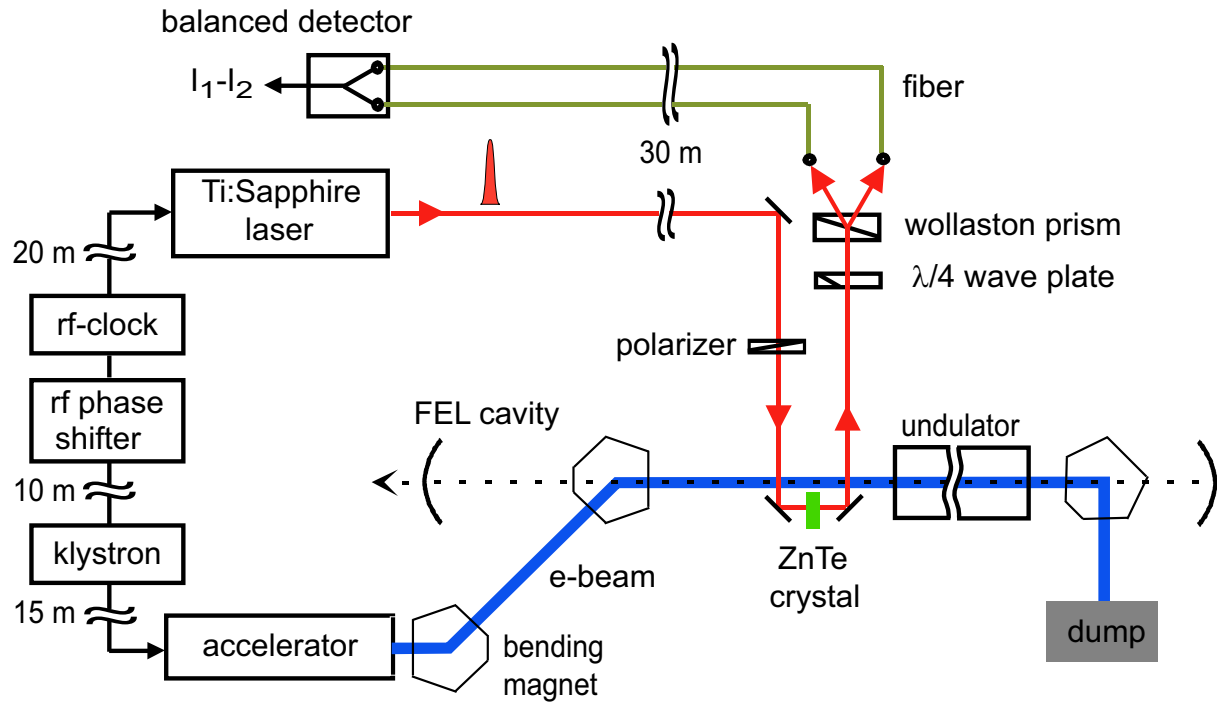 balanced detector
I1-I2
fiber
30 m
Ti:Sapphire
laser
wollaston prism
20 m
λ/4 wave plate
rf-clock
polarizer
rf phase
shifter
FEL cavity
undulator
10 m
klystron
ZnTe
crystal
e-beam
15 m
accelerator
bending
magnet
dump